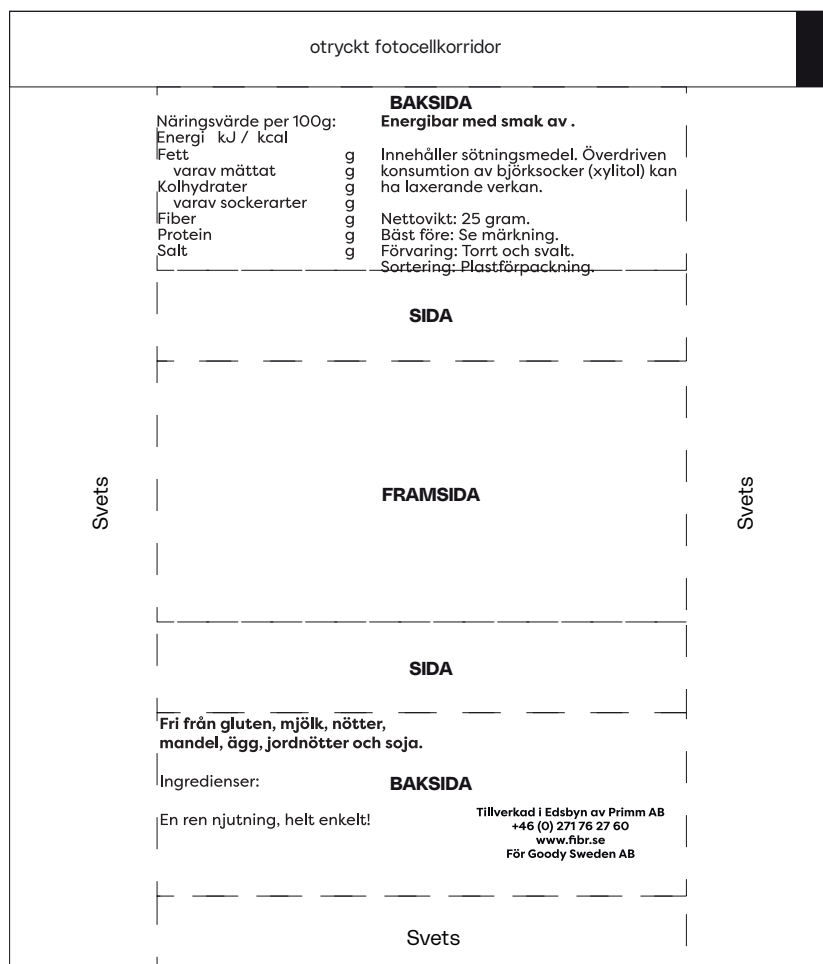 otryckt fotocellkorridor
BAKSIDA
Näringsvärde per 100g:
Energi kJ / kcal
Fett g
varav mättat g
Kolhydrater g
varav sockerarter g
Fiber g
Protein g
Salt g
Energibar med smak av .
Innehåller sötningsmedel. Överdriven
konsumtion av björksocker (xylitol) kan
ha laxerande verkan.
Nettovikt: 25 gram.
Bäst före: Se märkning.
Förvaring: Torrt och svalt.
Sortering: Plastförpackning.
SIDA
Svets
FRAMSIDA
Svets
SIDA
Fri från gluten, mjölk, nötter,
mandel, ägg, jordnötter och soja.
Ingredienser:
BAKSIDA
En ren njutning, helt enkelt!
Tillverkad i Edsbyn av Primm AB
+46 (0) 271 76 27 60
www.fibr.se
För Goody Sweden AB
Svets